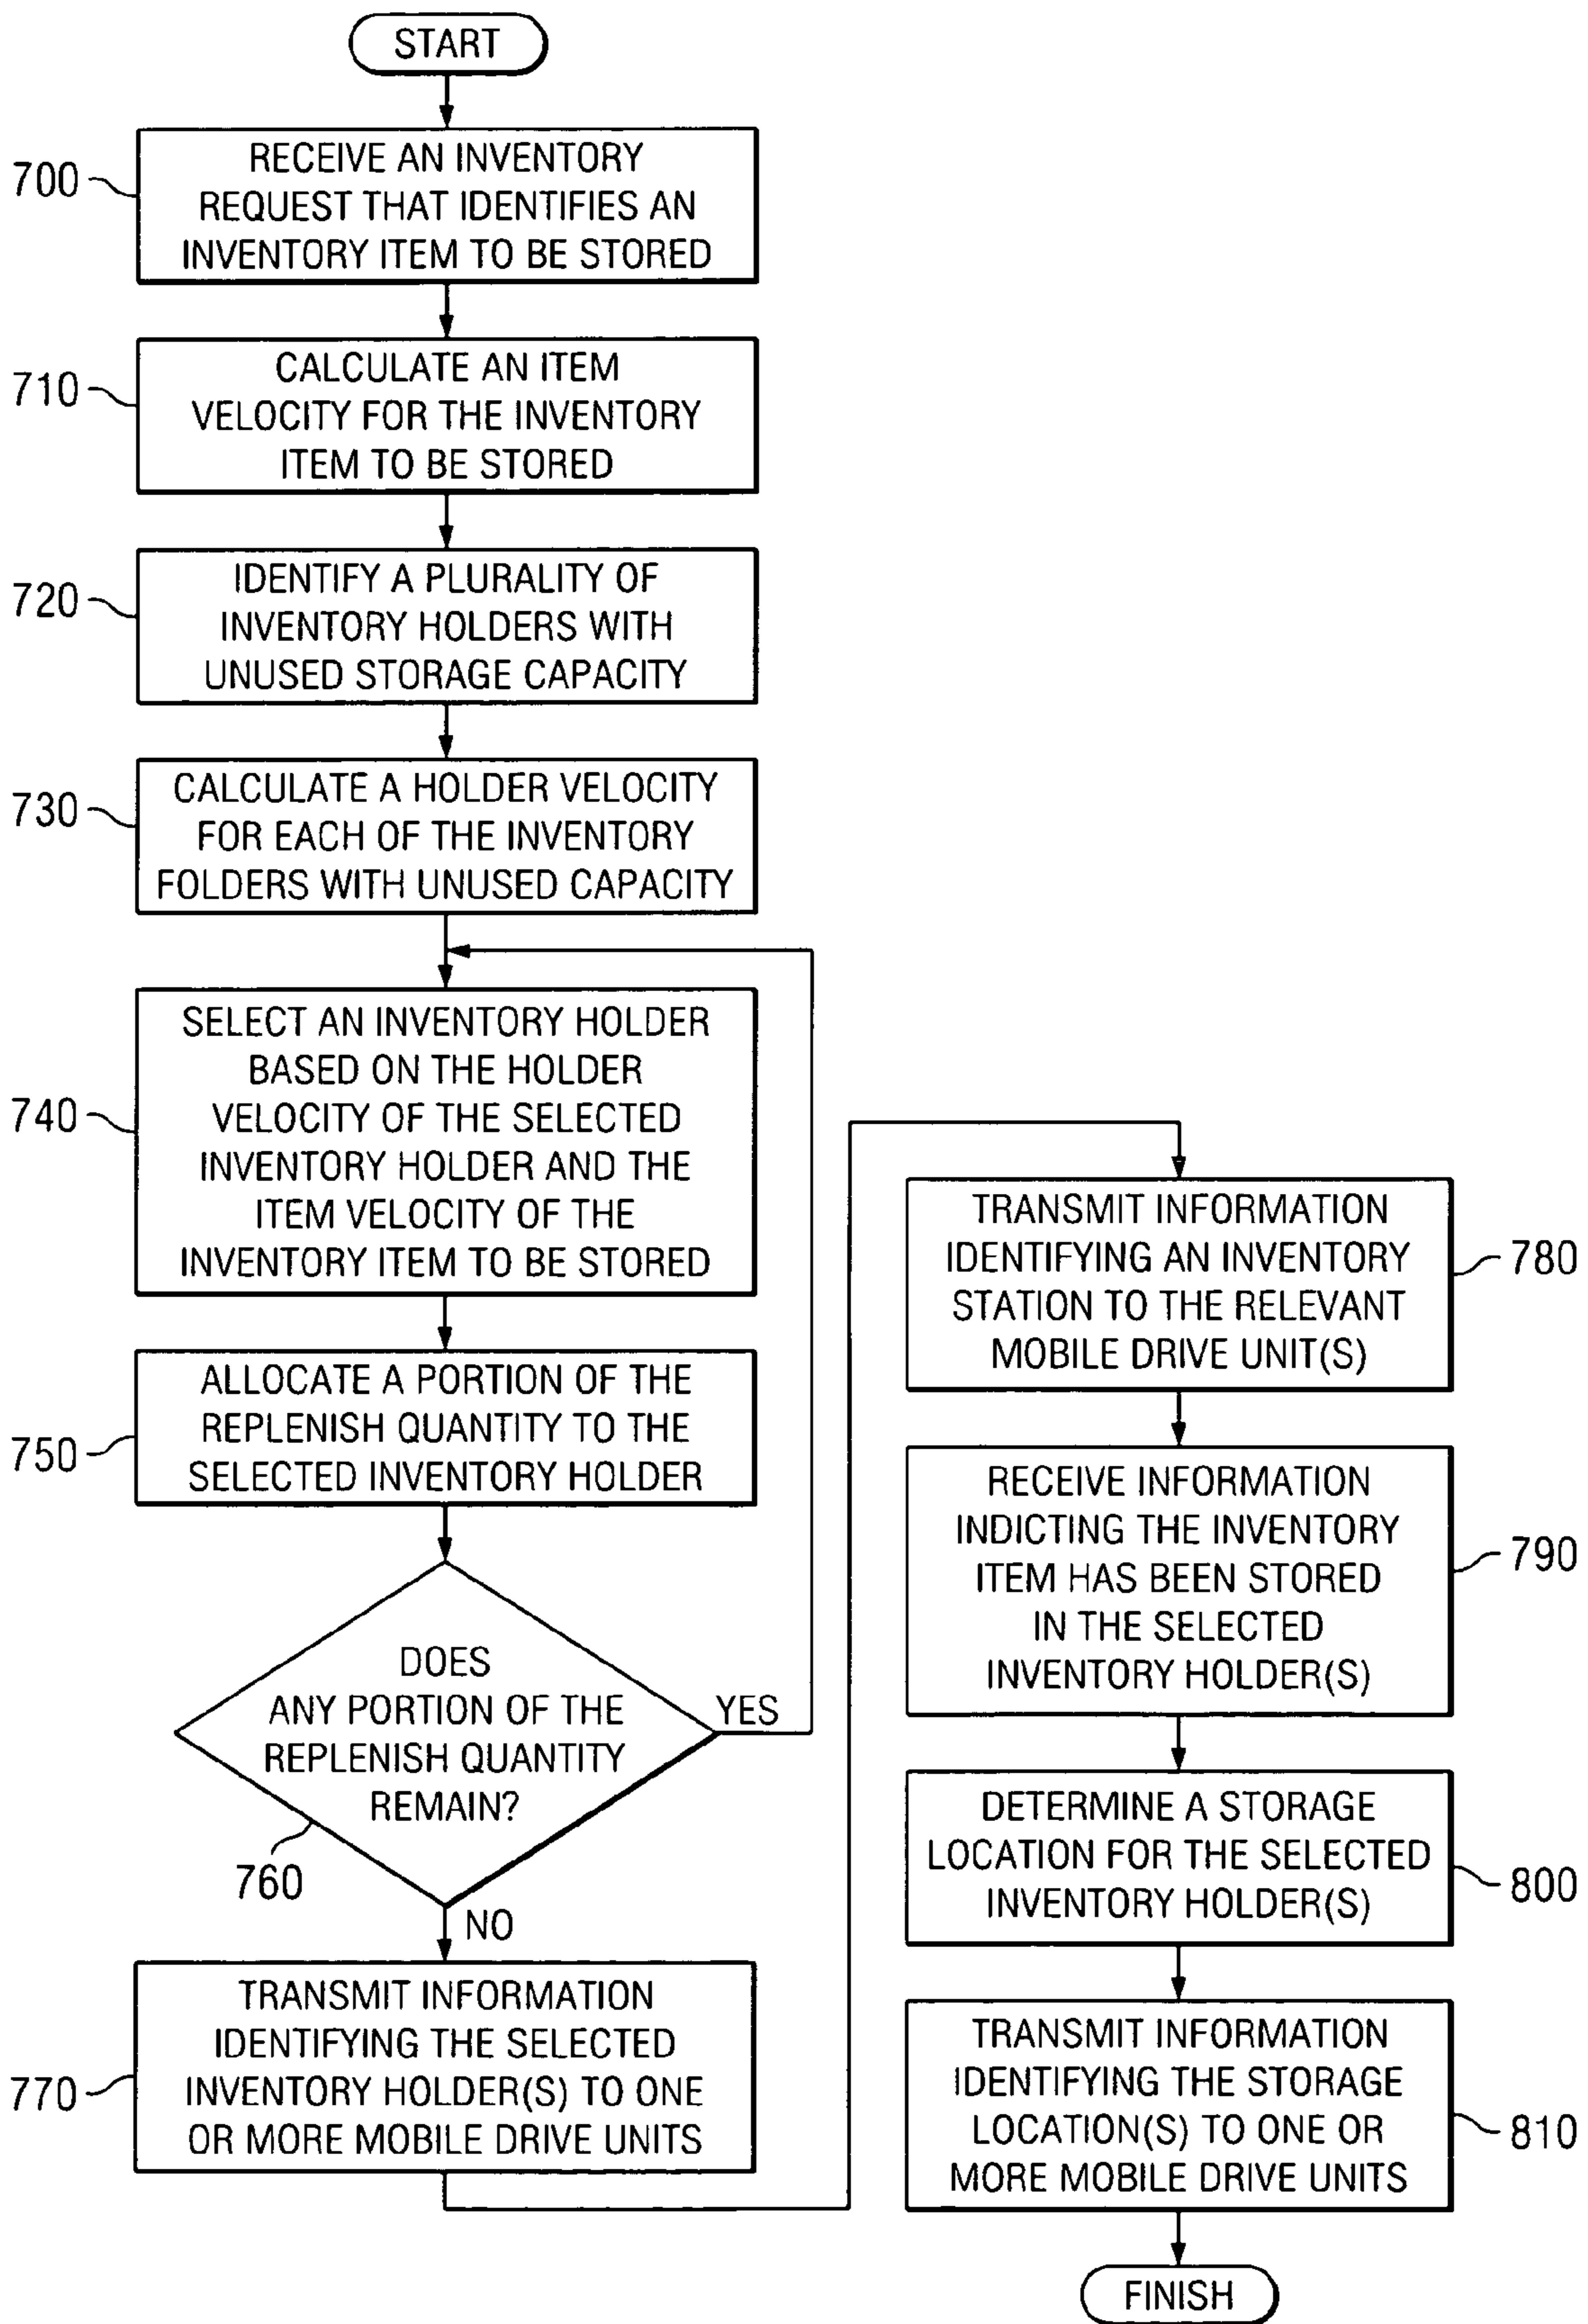 START
700
RECEIVE AN INVENTORY
REQUEST THAT IDENTIFIES AN
INVENTORY ITEM TO BE STORED
710
CALCULATE AN ITEM
VELOCITY FOR THE INVENTORY
ITEM TO BE STORED
720
IDENTIFY A PLURALITY OF
INVENTORY HOLDERS WITH
UNUSED STORAGE CAPACITY
730
CALCULATE A HOLDER VELOCITY
FOR EACH OF THE INVENTORY
FOLDERS WITH UNUSED CAPACITY
740
SELECT AN INVENTORY HOLDER
BASED ON THE HOLDER
VELOCITY OF THE SELECTED
INVENTORY HOLDER AND THE
ITEM VELOCITY OF THE
INVENTORY ITEM TO BE STORED
750
ALLOCATE A PORTION OF THE
REPLENISH QUANTITY TO THE
SELECTED INVENTORY HOLDER
DOES
ANY PORTION OF THE
REPLENISH QUANTITY
REMAIN?
YES
760
NO
770
TRANSMIT INFORMATION
IDENTIFYING THE SELECTED
INVENTORY HOLDER(S) TO ONE
OR MORE MOBILE DRIVE UNITS
TRANSMIT INFORMATION
IDENTIFYING AN INVENTORY
STATION TO THE RELEVANT
MOBILE DRIVE UNIT(S)
780
RECEIVE INFORMATION
INDICTING THE INVENTORY
ITEM HAS BEEN STORED
IN THE SELECTED
INVENTORY HOLDER(S)
790
DETERMINE A STORAGE
LOCATION FOR THE SELECTED
INVENTORY HOLDER(S)
800
TRANSMIT INFORMATION
IDENTIFYING THE STORAGE
LOCATION(S) TO ONE OR
MORE MOBILE DRIVE UNITS
810
FINISH